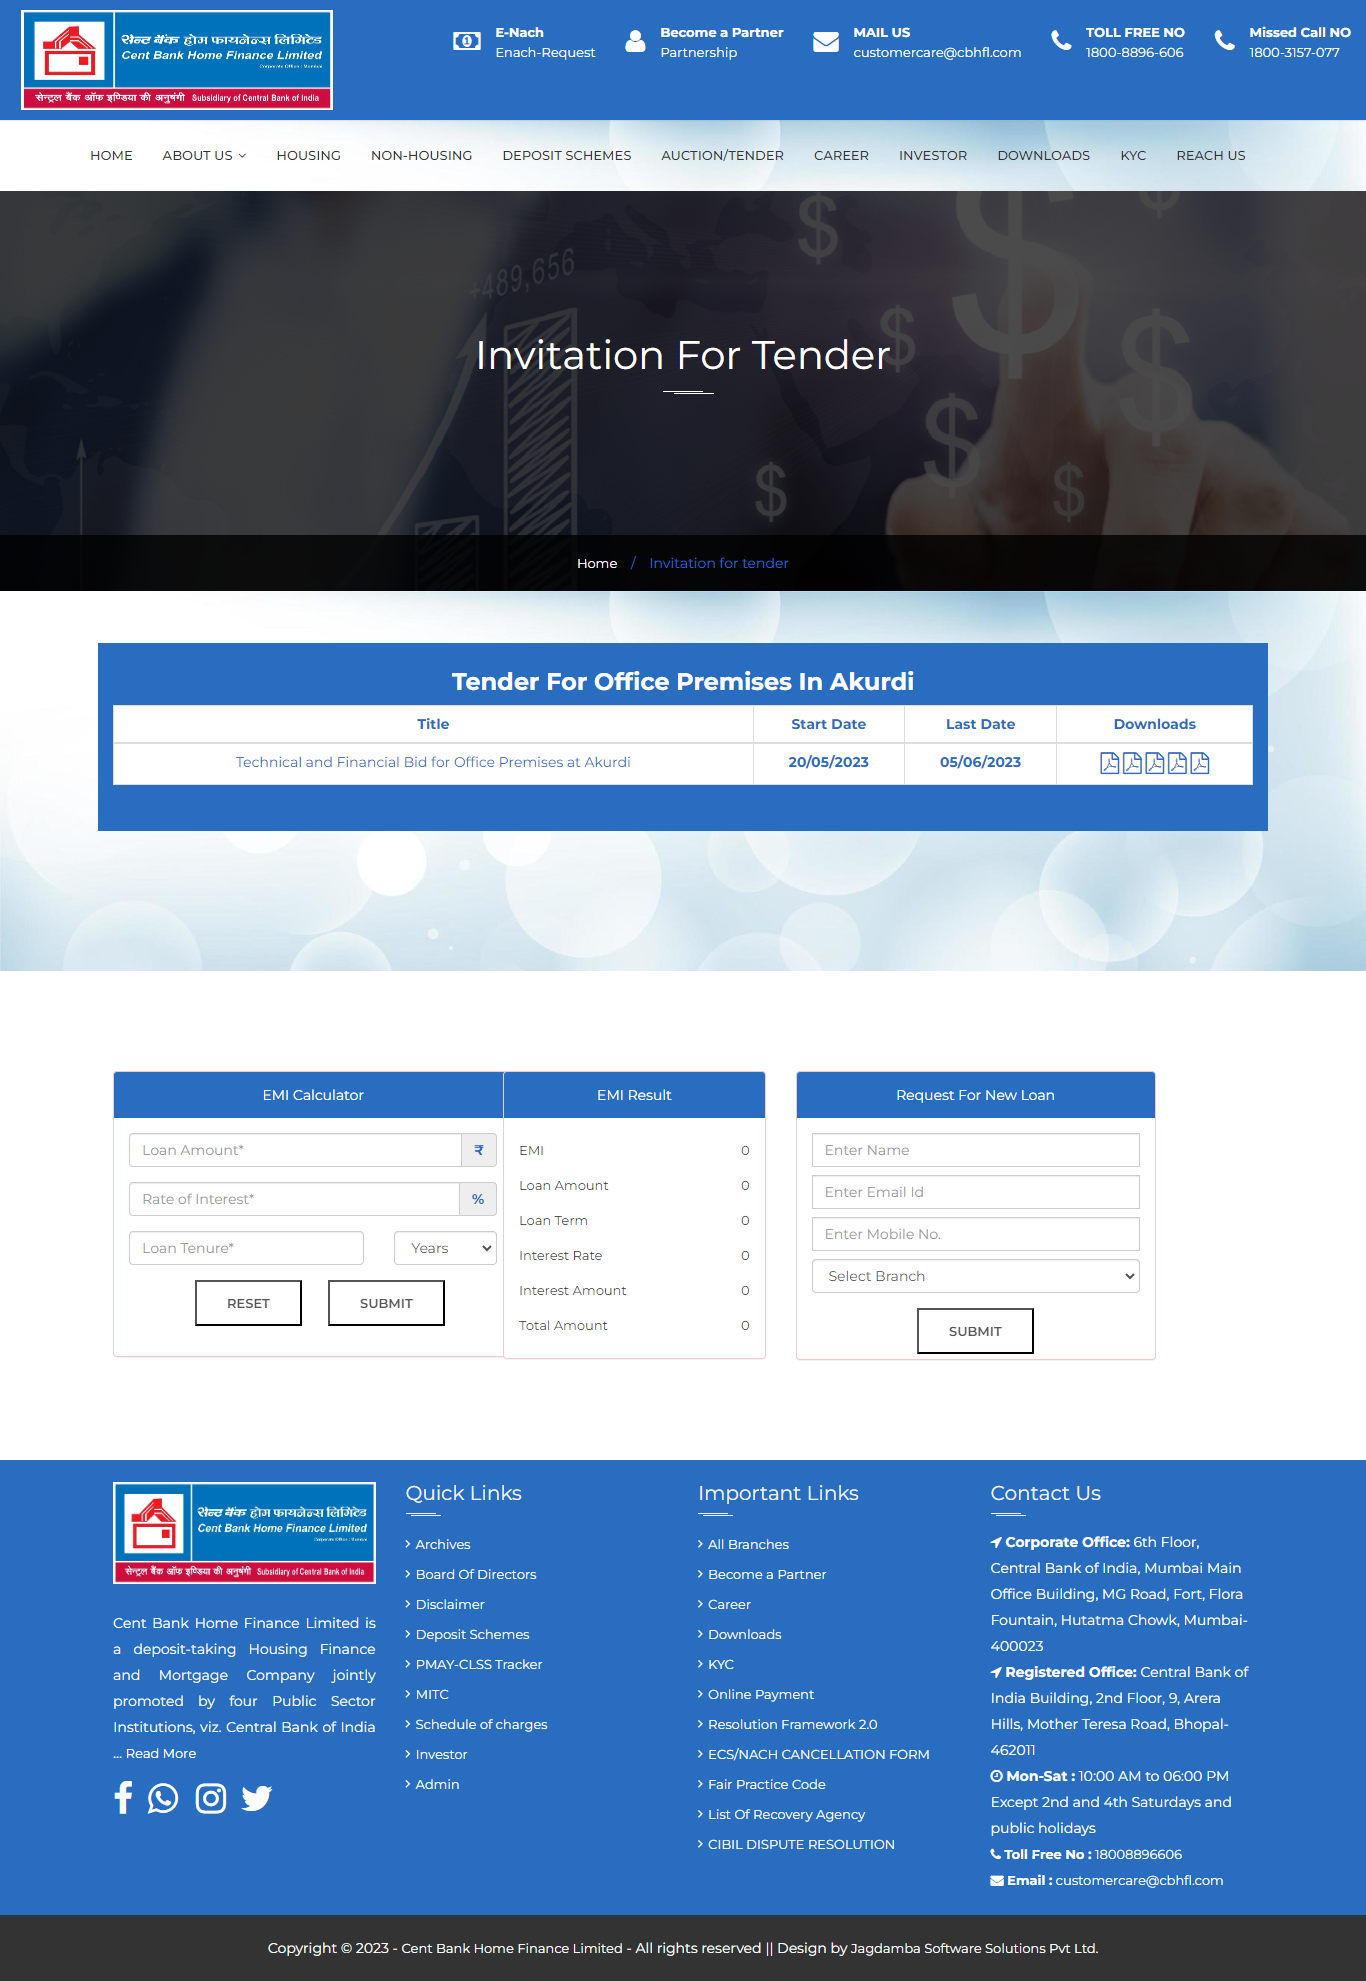 सेन्ट बैंक होम फायनेन्स लिमिटेड
Cent Bank Home Finance Limited
Corporate Office : Mumbai
सेन्ट्रल बैंक ऑफ इण्डिया की अनुषंगी Subsidiary of Central Bank of India
E-Nach
Enach-Request
Become a Partner
Partnership
MAIL US
customercare@cbhfl.com
TOLL FREE NO
1800-8896-606
Missed Call NO
1800-3157-077
HOME ABOUT US HOUSING NON-HOUSING DEPOSIT SCHEMES AUCTION/TENDER CAREER INVESTOR DOWNLOADS KYC REACH US
+489,656
Invitation For Tender
Home / Invitation for tender
Tender For Office Premises In Akurdi
Title Start Date Last Date Downloads
Technical and Financial Bid for Office Premises at Akurdi 20/05/2023 05/06/2023
EMI Calculator
Loan Amount* ₹
Rate of Interest* %
Loan Tenure* Years
RESET SUBMIT
EMI Result
EMI 0
Loan Amount 0
Loan Term 0
Interest Rate 0
Interest Amount 0
Total Amount 0
Request For New Loan
Enter Name
Enter Email Id
Enter Mobile No.
Select Branch
SUBMIT
सेन्ट बैंक होम फायनेन्स लिमिटेड
Cent Bank Home Finance Limited
Corporate Office : Mumbai
सेन्ट्रल बैंक ऑफ इण्डिया की अनुषंगी Subsidiary of Central Bank of India
Cent Bank Home Finance Limited is
a deposit-taking Housing Finance
and Mortgage Company jointly
promoted by four Public Sector
Institutions, viz. Central Bank of India
... Read More
Quick Links
Archives
Board Of Directors
Disclaimer
Deposit Schemes
PMAY-CLSS Tracker
MITC
Schedule of charges
Investor
Admin
Important Links
All Branches
Become a Partner
Career
Downloads
KYC
Online Payment
Resolution Framework 2.0
ECS/NACH CANCELLATION FORM
Fair Practice Code
List Of Recovery Agency
CIBIL DISPUTE RESOLUTION
Contact Us
Corporate Office: 6th Floor,
Central Bank of India, Mumbai Main
Office Building, MG Road, Fort, Flora
Fountain, Hutatma Chowk, Mumbai-
400023
Registered Office: Central Bank of
India Building, 2nd Floor, 9, Arera
Hills, Mother Teresa Road, Bhopal-
462011
Mon-Sat : 10:00 AM to 06:00 PM
Except 2nd and 4th Saturdays and
public holidays
Toll Free No : 18008896606
Email : customercare@cbhfl.com
Copyright © 2023 - Cent Bank Home Finance Limited - All rights reserved || Design by Jagdamba Software Solutions Pvt Ltd.